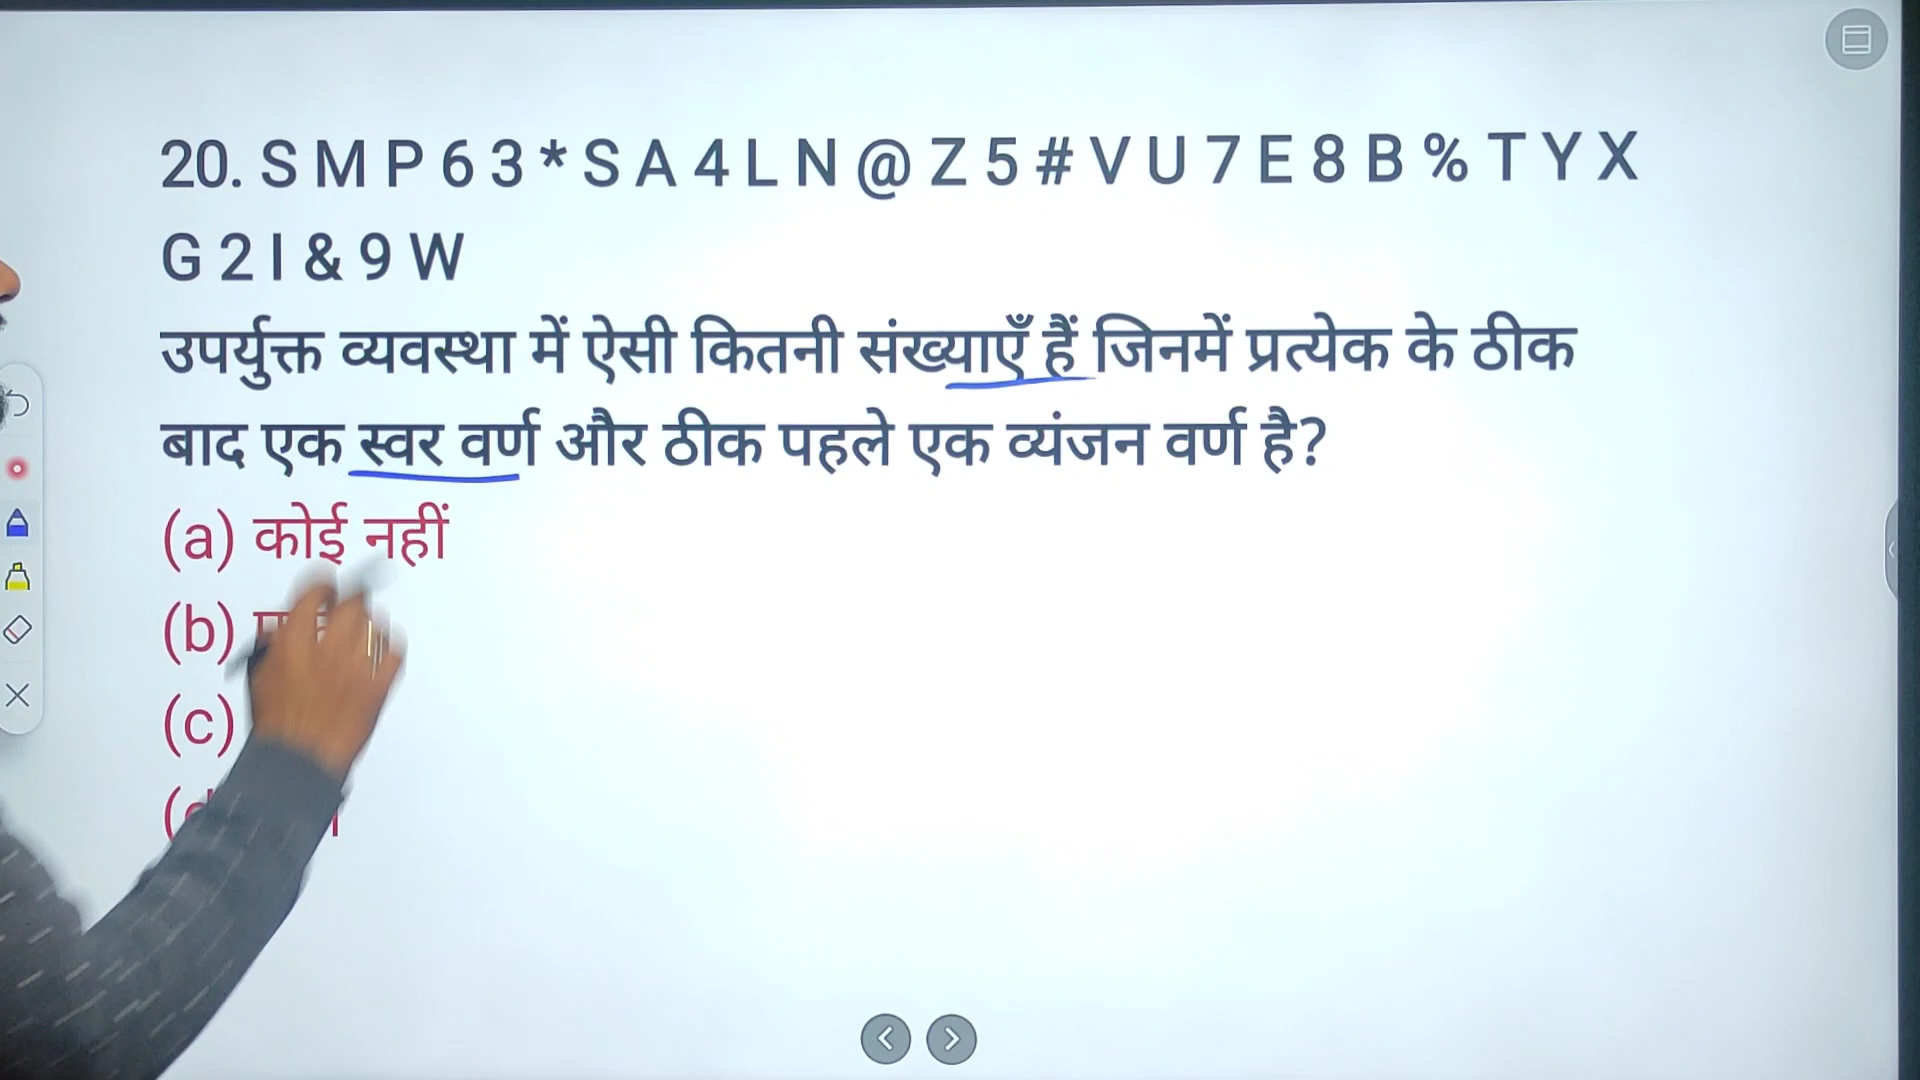 20. S M P 6 3 * S A 4 L N @ Z 5 # V U 7 E 8 B % T Y X
G 2 I & 9 W
उपर्युक्त व्यवस्था में ऐसी कितनी संख्याएँ हैं जिनमें प्रत्येक के ठीक
बाद एक स्वर वर्ण और ठीक पहले एक व्यंजन वर्ण है?
(a) कोई नहीं
(b)
(c)